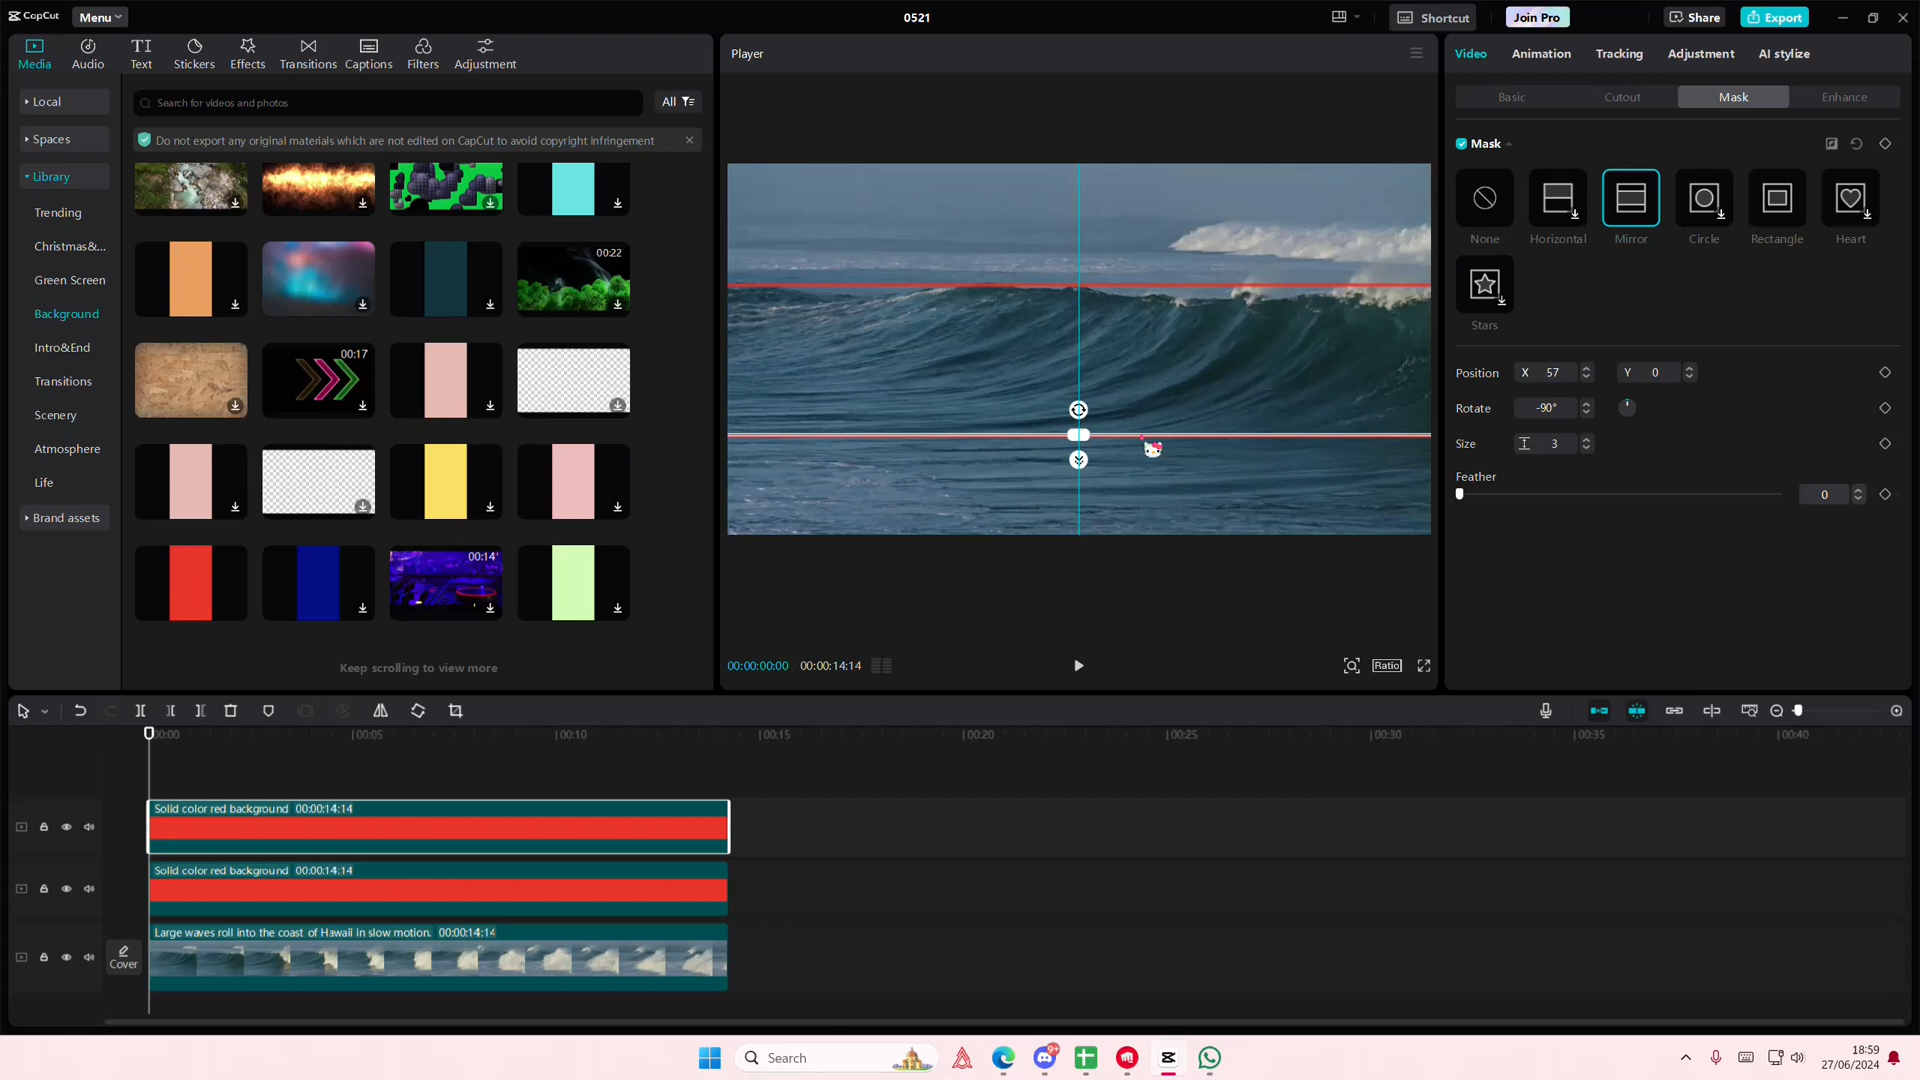 CapCut
Menu
0521
Shortcut
Join Pro
Share
Export
Media
Audio
Text
Stickers
Effects
Transitions
Captions
Filters
Adjustment
Player
Video
Animation
Tracking
Adjustment
AI stylize
Local
Search for videos and photos
All
Basic
Cutout
Mask
Enhance
Spaces
Do not export any original materials which are not edited on CapCut to avoid copyright infringement
Mask
Library
Trending
Christmas&...
Green Screen
Background
Intro&End
Transitions
Scenery
Atmosphere
Life
Brand assets
00:22
00:17
00:14
Keep scrolling to view more
None
Horizontal
Mirror
Circle
Rectangle
Heart
Stars
Position X 57 Y 0
Rotate -90°
Size 3
Feather
0
00:00:00:00 00:00:14:14
Ratio
00:00 |00:05 |00:10 |00:15 |00:20 |00:25 |00:30 |00:35 |00:40
Solid color red background 00:00:14:14
Solid color red background 00:00:14:14
Large waves roll into the coast of Hawaii in slow motion. 00:00:14:14
Cover
Search
9+
18:59
27/06/2024